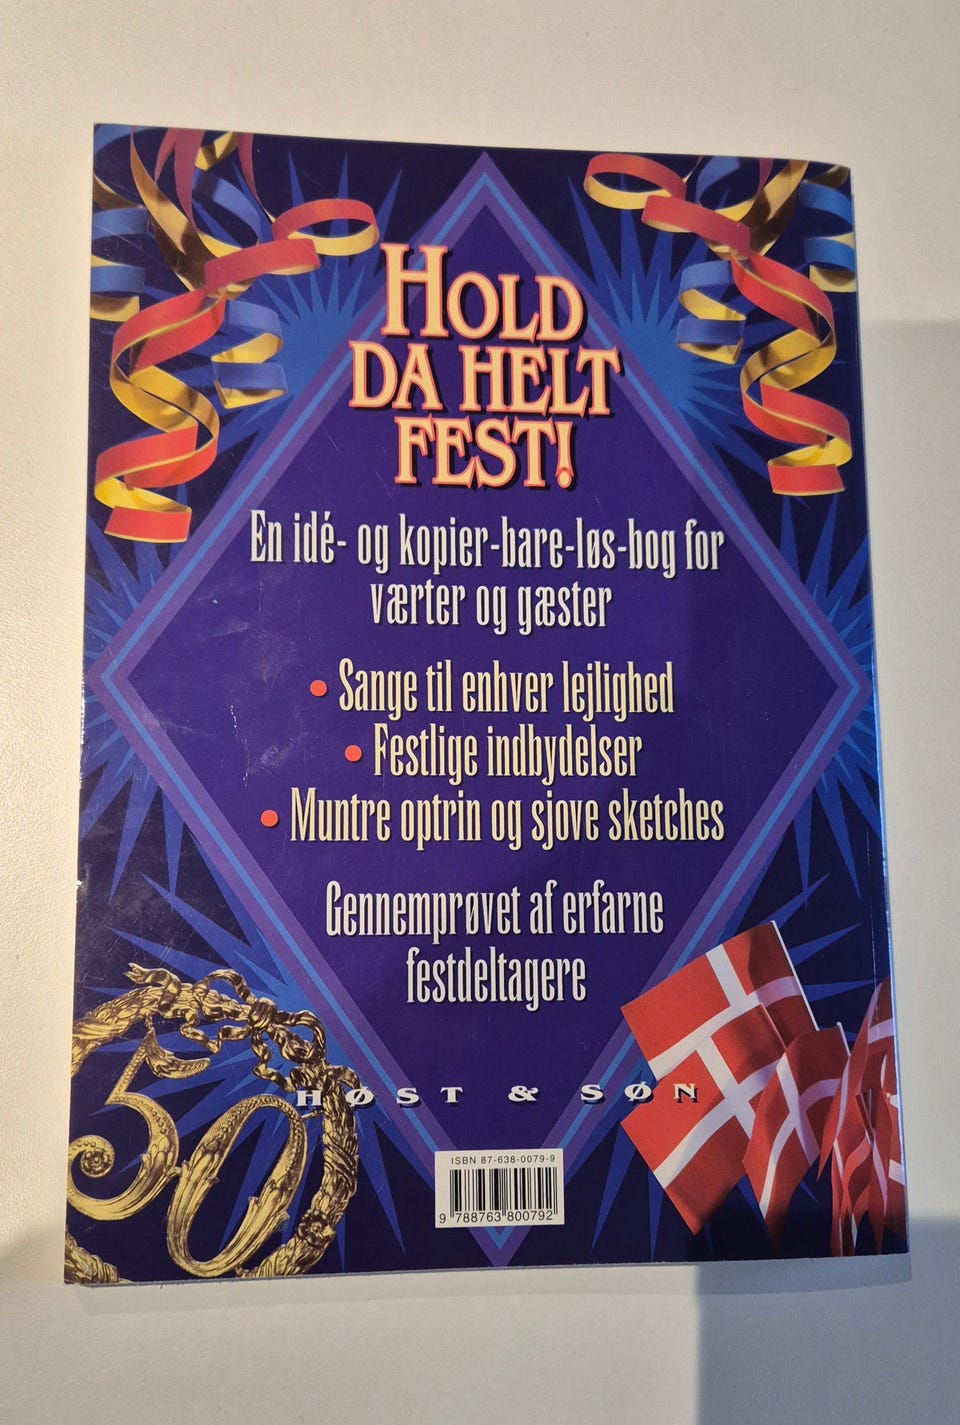 HOLD
DA HELT
FEST!
En idé- og kopier-bare-løs-bog for
værter og gæster
• Sange til enhver lejlighed
• Festlige indbydelser
• Muntre optrin og sjove sketches
Gennemprøvet af erfarne
festdeltagere
50
HØST & SØN
ISBN 87-638-0079-9
9 788763 800792